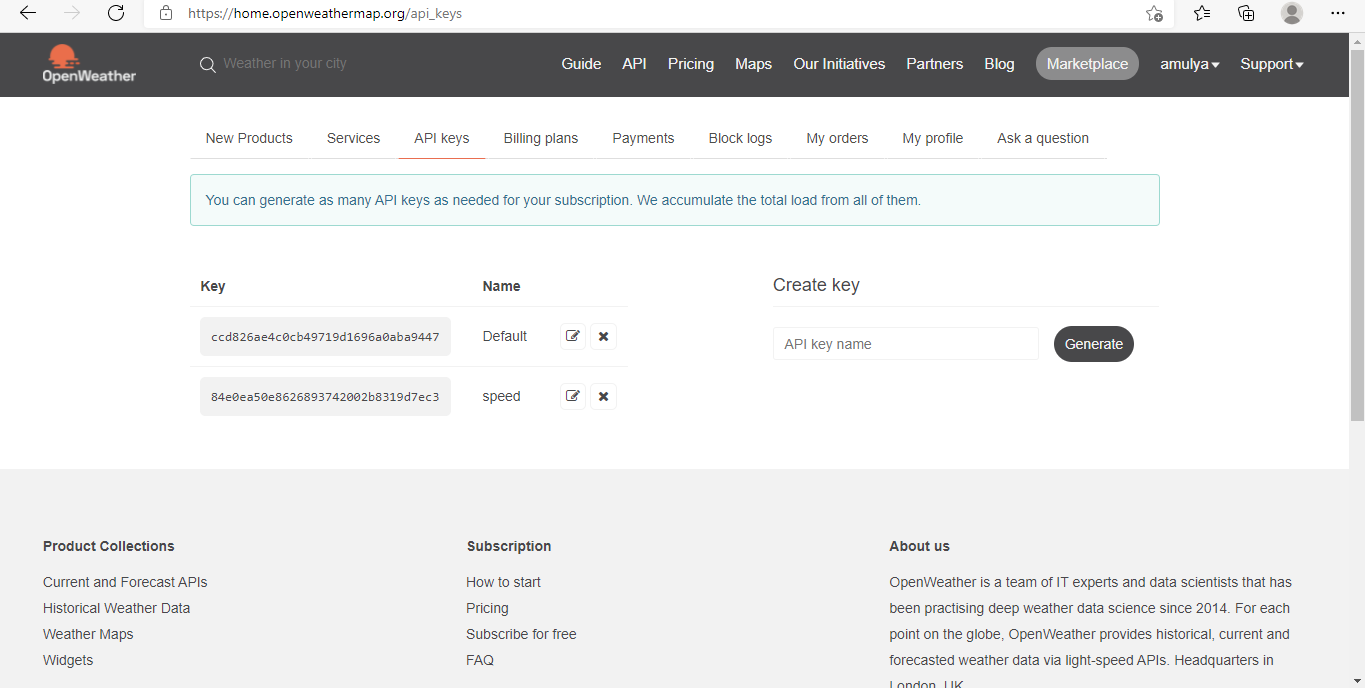 https://home.openweathermap.org/api_keys
OpenWeather
Weather in your city
Guide API Pricing Maps Our Initiatives Partners Blog Marketplace amulya Support
New Products Services API keys Billing plans Payments Block logs My orders My profile Ask a question
You can generate as many API keys as needed for your subscription. We accumulate the total load from all of them.
Key Name
ccd826ae4c0cb49719d1696a0aba9447 Default
84e0ea50e8626893742002b8319d7ec3 speed
Create key
API key name Generate
Product Collections
Current and Forecast APIs
Historical Weather Data
Weather Maps
Widgets
Subscription
How to start
Pricing
Subscribe for free
FAQ
About us
OpenWeather is a team of IT experts and data scientists that has
been practising deep weather data science since 2014. For each
point on the globe, OpenWeather provides historical, current and
forecasted weather data via light-speed APIs. Headquarters in
London, UK